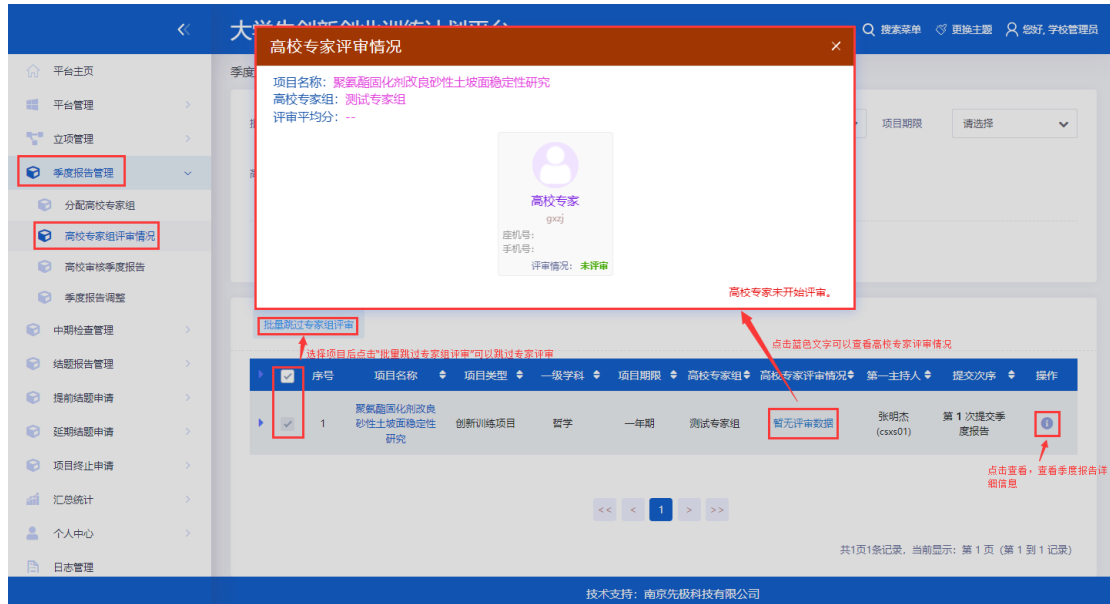 大学生创新创业训练计划平台
搜索菜单
更换主题
您好, 学校管理员
平台主页
平台管理
立项管理
季度报告管理
分配高校专家组
高校专家组评审情况
高校审核季度报告
季度报告调整
中期检查管理
结题报告管理
提前结题申请
延期结题申请
项目终止申请
汇总统计
个人中心
日志管理
季度
高校专家评审情况
项目名称：聚氨酯固化剂改良砂性土坡面稳定性研究
高校专家组：测试专家组
评审平均分：--
高校专家
gxzj
座机号：
手机号：
评审情况：未评审
高校专家未开始评审。
项目期限
请选择
批量跳过专家组评审
选择项目后点击"批量跳过专家组评审"可以跳过专家评审
点击蓝色文字可以查看高校专家评审情况
序号 项目名称 项目类型 一级学科 项目期限 高校专家组 高校专家评审情况 第一主持人 提交次序 操作
1 聚氨酯固化剂改良砂性土坡面稳定性研究 创新训练项目 哲学 一年期 测试专家组 暂无评审数据 张明杰(csxs01) 第 1 次提交季度报告
点击查看，查看季度报告详
细信息
<< < 1 > >>
共1页1条记录, 当前显示: 第 1 页 (第 1 到 1 记录)
技术支持：南京先极科技有限公司